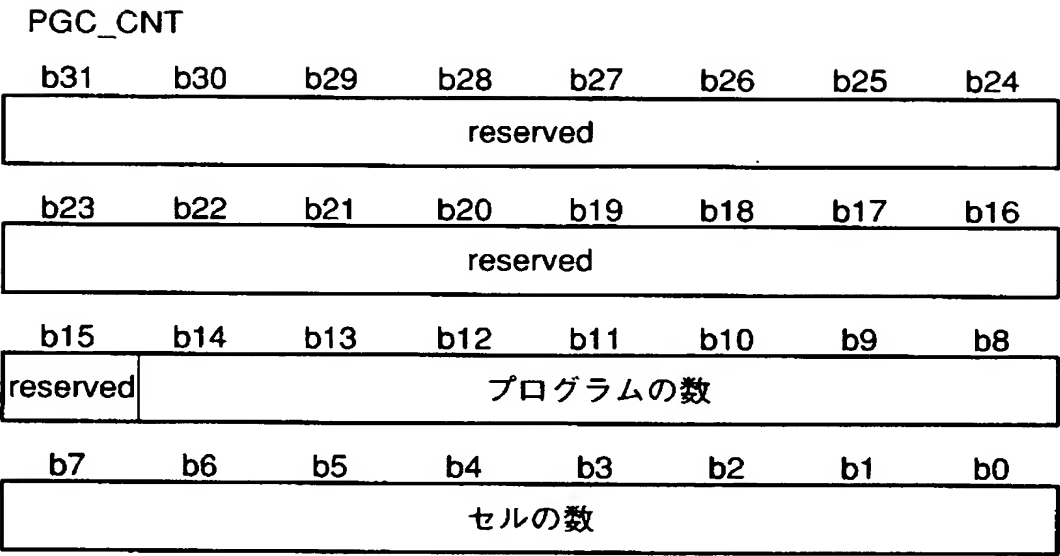 PGC_CNT
b31 b30 b29 b28 b27 b26 b25 b24
reserved
b23 b22 b21 b20 b19 b18 b17 b16
reserved
b15 b14 b13 b12 b11 b10 b9 b8
reserved プログラムの数
b7 b6 b5 b4 b3 b2 b1 b0
セルの数